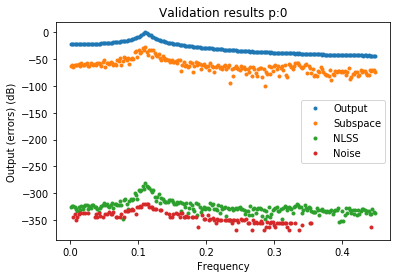 Validation results p:0
Output (errors) (dB)
0
−50
−100
−150
−200
−250
−300
−350
Output
Subspace
NLSS
Noise
0.0 0.1 0.2 0.3 0.4
Frequency